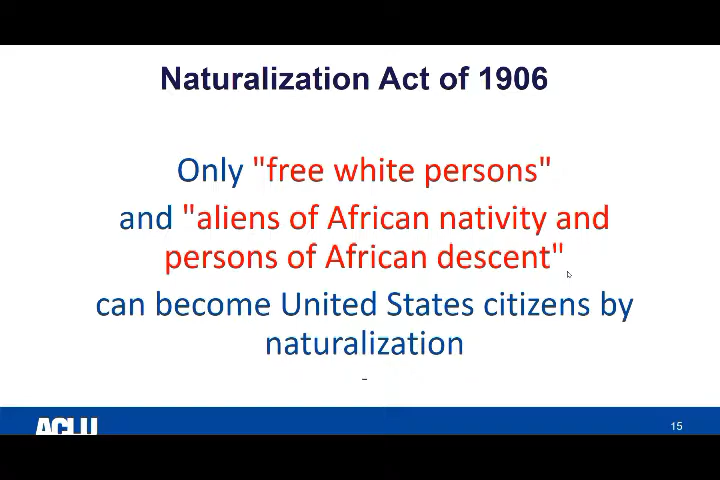 Naturalization Act of 1906
Only "free white persons"
and "aliens of African nativity and
persons of African descent"
can become United States citizens by
naturalization
-
ACLU
15